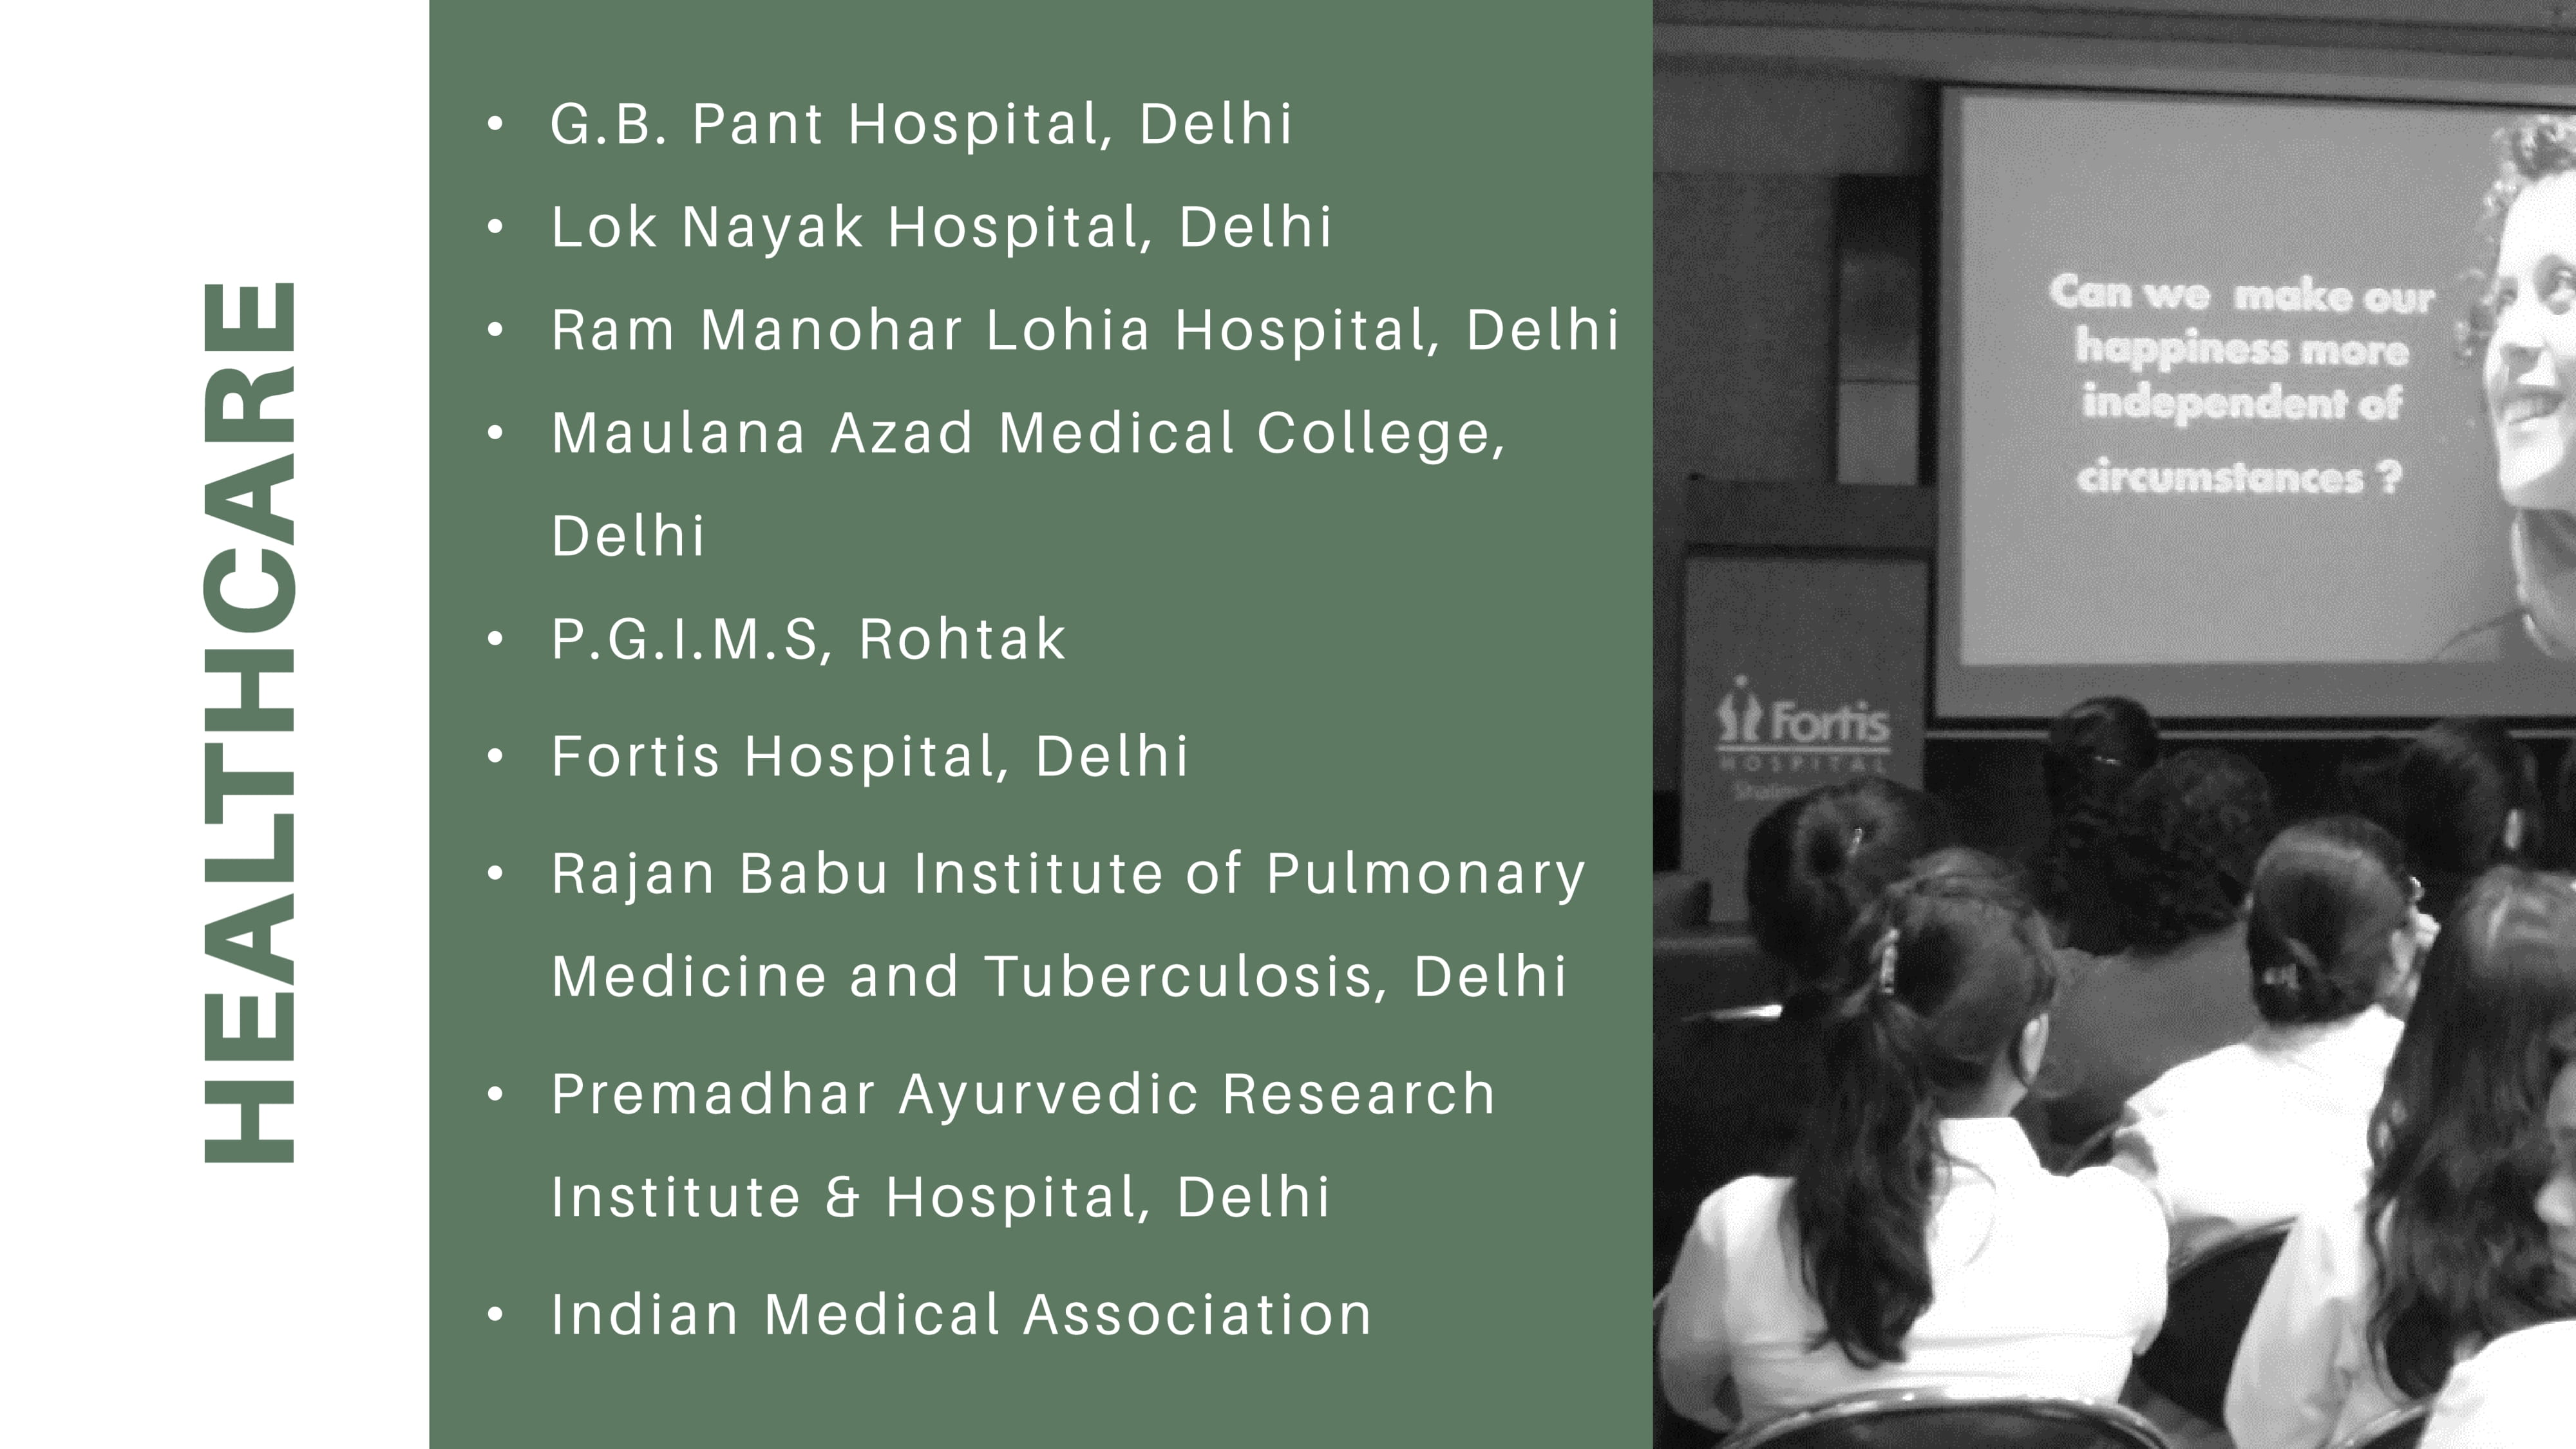 HEALTHCARE
• G.B. Pant Hospital, Delhi
• Lok Nayak Hospital, Delhi
• Ram Manohar Lohia Hospital, Delhi
• Maulana Azad Medical College,
Delhi
• P.G.I.M.S, Rohtak
• Fortis Hospital, Delhi
• Rajan Babu Institute of Pulmonary
Medicine and Tuberculosis, Delhi
• Premadhar Ayurvedic Research
Institute & Hospital, Delhi
• Indian Medical Association
Can we make our
happiness more
independent of
circumstances ?
Fortis
HOSPITAL